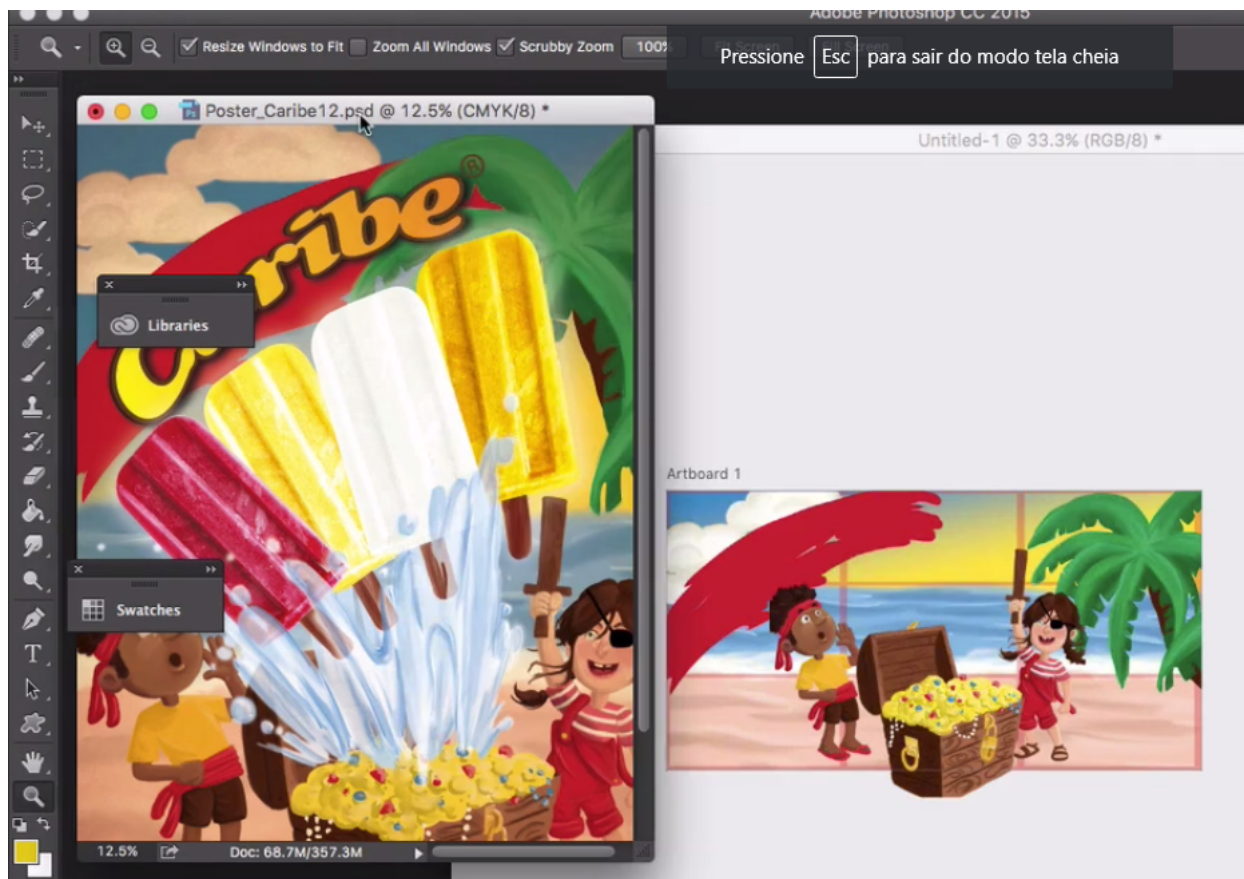 Adobe Photoshop CC 2015
Resize Windows to Fit Zoom All Windows Scrubby Zoom 100%
Pressione Esc para sair do modo tela cheia
Poster_Caribe12.psd @ 12.5% (CMYK/8) *
Untitled-1 @ 33.3% (RGB/8) *
Caribe®
Libraries
Artboard 1
Swatches
12.5% Doc: 68.7M/357.3M